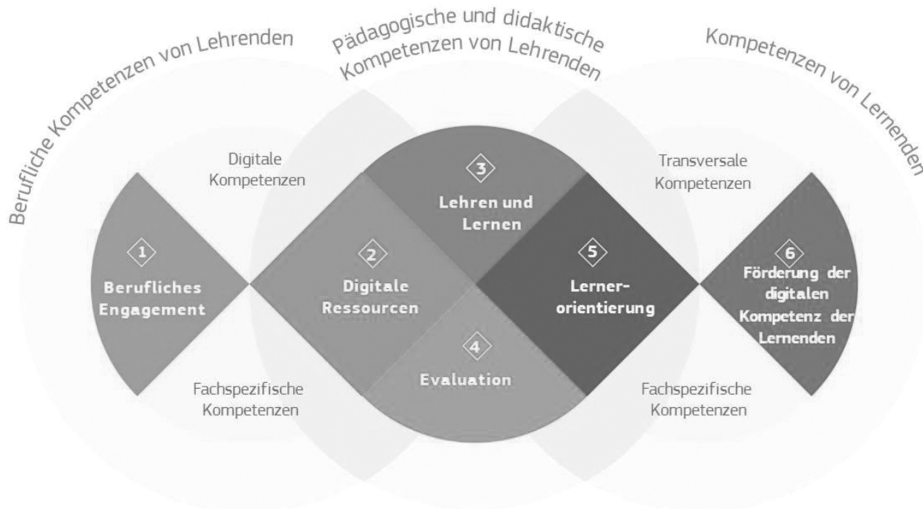 Berufliche Kompetenzen von Lehrenden
Pädagogische und didaktische
Kompetenzen von Lehrenden
Kompetenzen von Lernenden
Digitale
Kompetenzen
Transversale
Kompetenzen
1
Berufliches
Engagement
2
Digitale
Ressourcen
3
Lehren und
Lernen
4
Evaluation
5
Lerner-
orientierung
6
Förderung der
digitalen
Kompetenz der
Lernenden
Fachspezifische
Kompetenzen
Fachspezifische
Kompetenzen